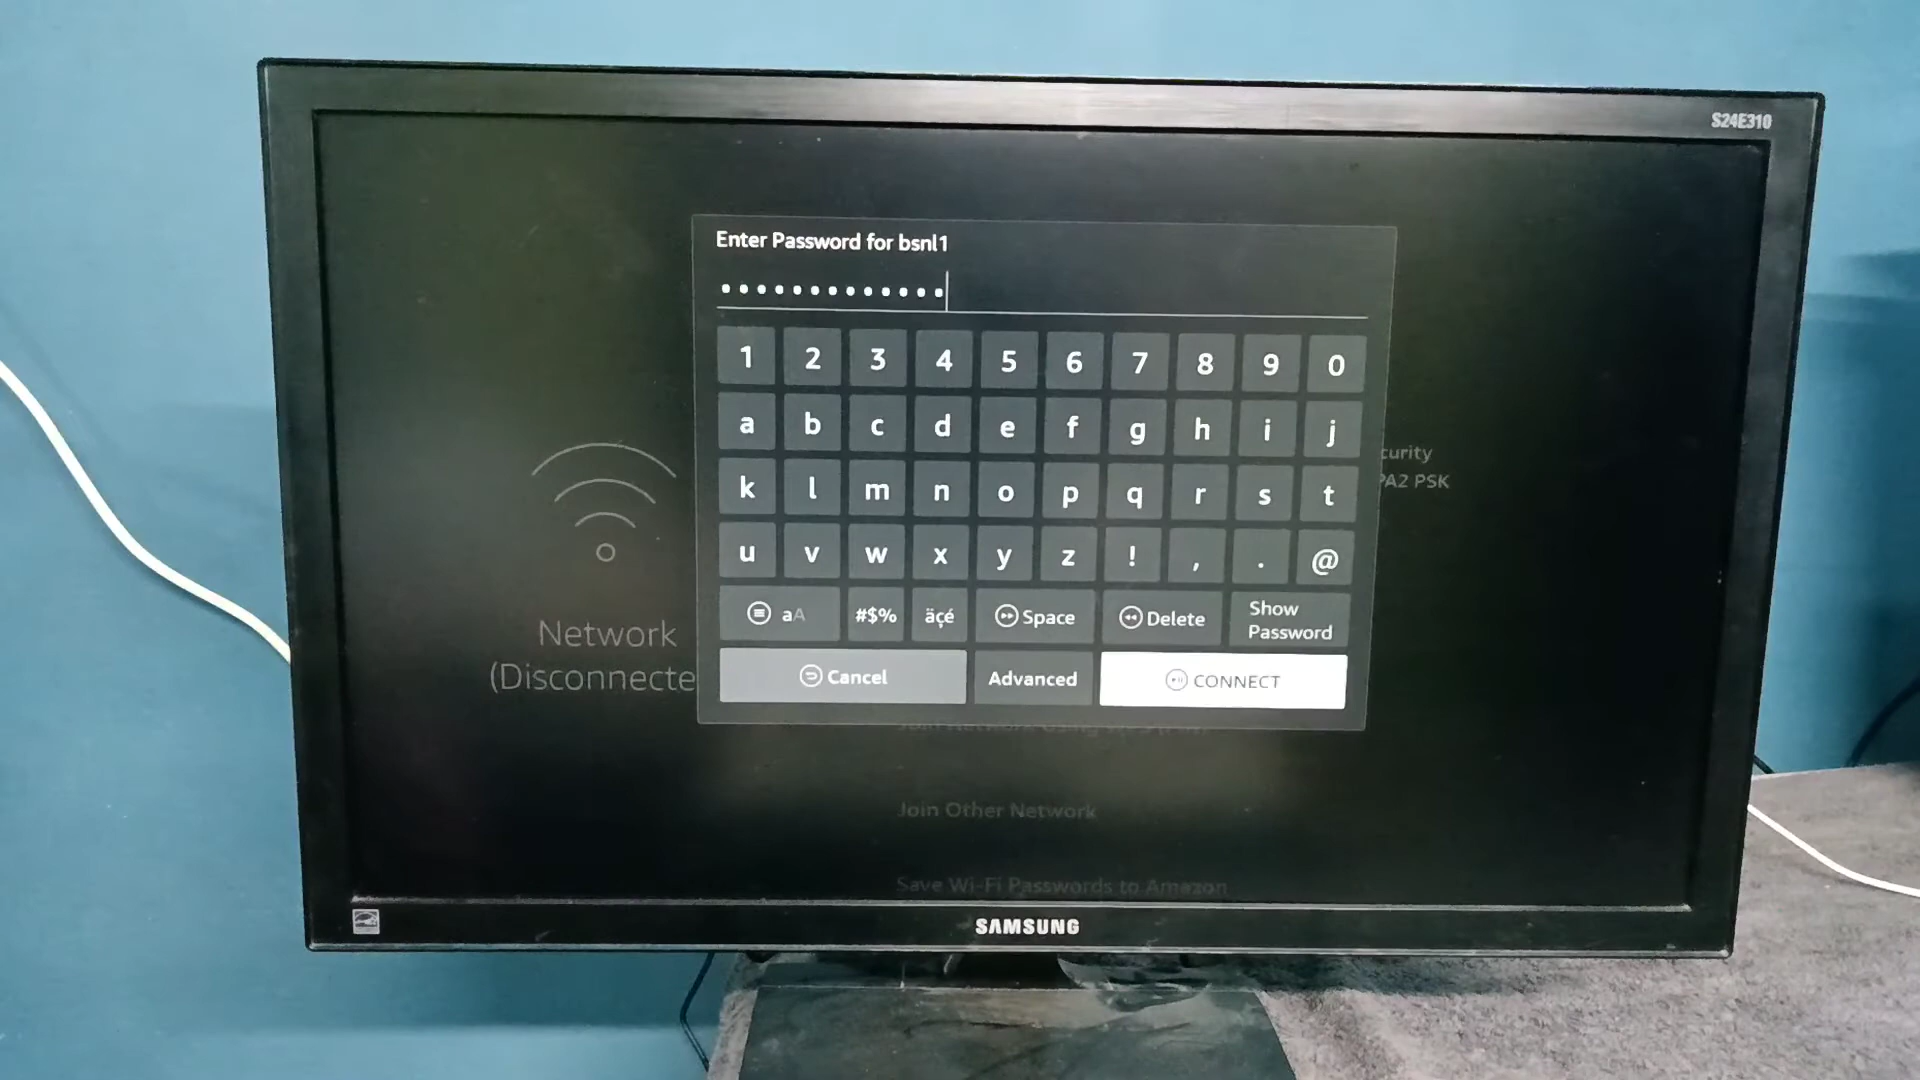 S24E310
Enter Password for bsnl1
•••••••••••••
1 2 3 4 5 6 7 8 9 0
a b c d e f g h i j
k l m n o p q r s t
u v w x y z ! , . @
aA #$% äçé Space Delete Show Password
Cancel Advanced CONNECT
curity
PA2 PSK
Network
(Disconnecte
Join Other Network
Save Wi-Fi Passwords to Amazon
SAMSUNG